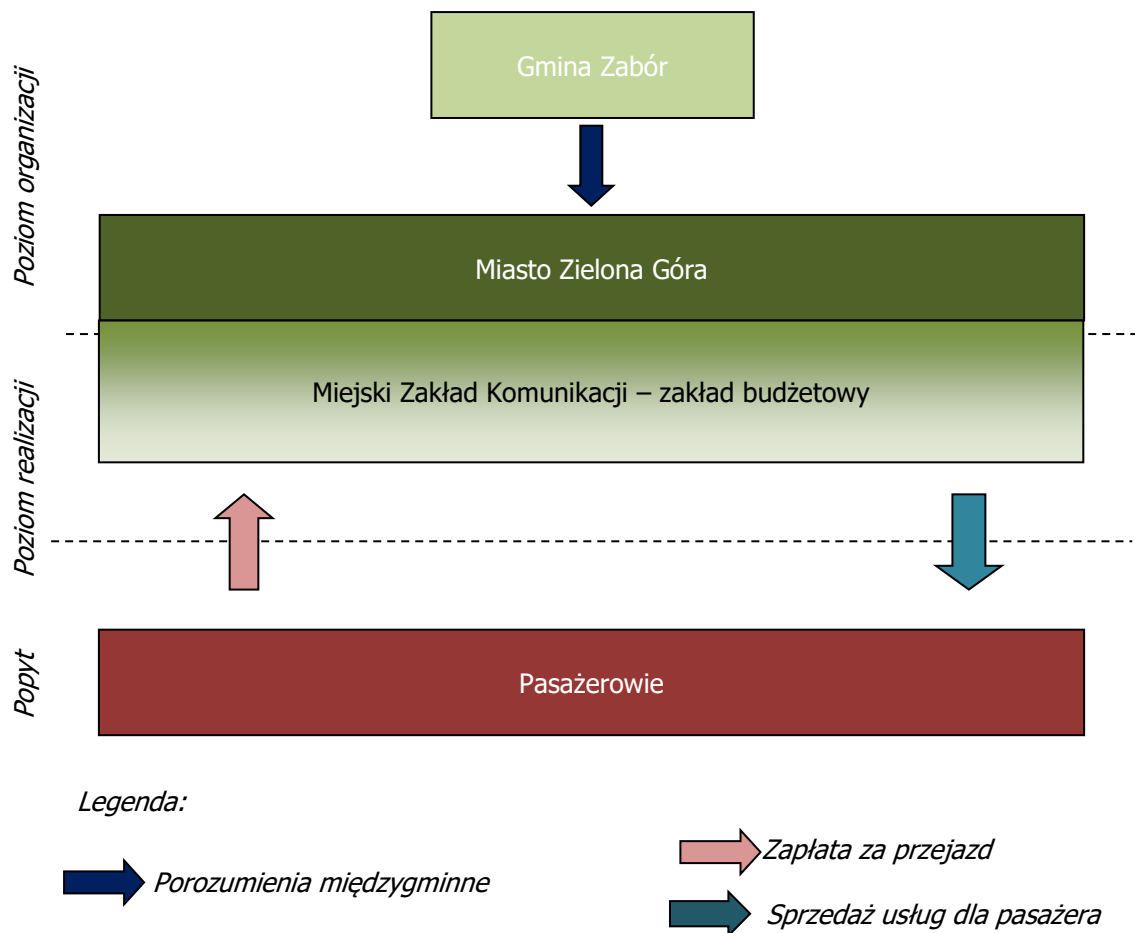 Poziom organizacji
Gmina Zabór
Miasto Zielona Góra
Poziom realizacji
Miejski Zakład Komunikacji – zakład budżetowy
Popyt
Pasażerowie
Legenda:
Porozumienia międzygminne
Zapłata za przejazd
Sprzedaż usług dla pasażera